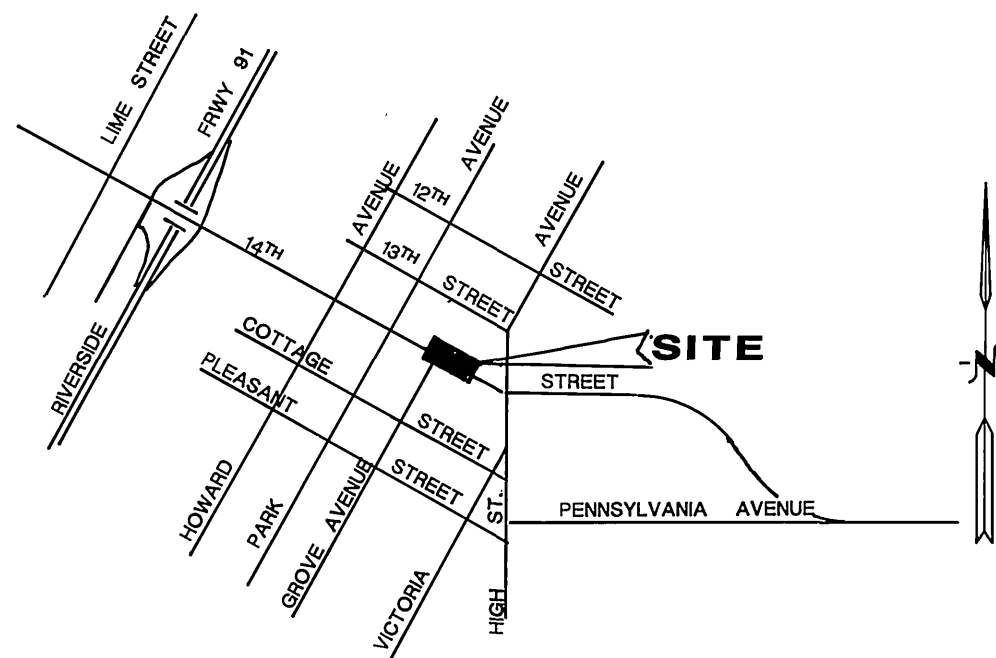 LIME STREET
FRWY 91
RIVERSIDE
14TH
STREET
HOWARD
AVENUE
PARK
AVENUE
GROVE AVENUE
VICTORIA
AVENUE
12TH
STREET
13TH
STREET
COTTAGE
STREET
PLEASANT
STREET
HIGH
ST.
SITE
PENNSYLVANIA AVENUE
N